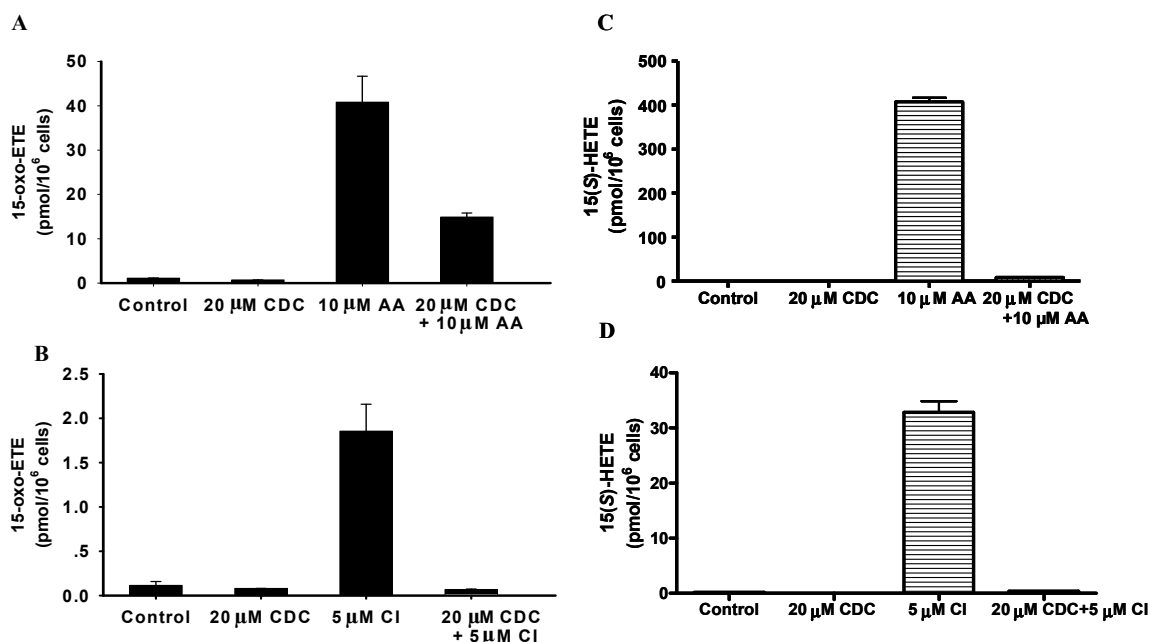 A
15-oxo-ETE
(pmol/10⁶ cells)
50
40
30
20
10
0
Control
20 μM CDC
10 μM AA
20 μM CDC
+ 10 μM AA
B
15-oxo-ETE
(pmol/10⁶ cells)
2.5
2.0
1.5
1.0
.5
0.0
Control
20 μM CDC
5 μM CI
20 μM CDC
+ 5 μM CI
C
15(S)-HETE
(pmol/10⁶ cells)
500
400
300
200
100
0
Control
20 μM CDC
10 μM AA
20 μM CDC
+10 μM AA
D
15(S)-HETE
(pmol/10⁶ cells)
40
30
20
10
0
Control
20 μM CDC
5 μM CI
20 μM CDC+5 μM CI